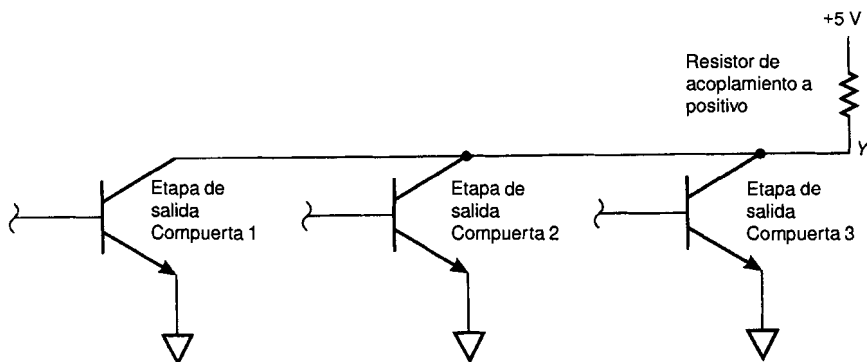 +5 V
Resistor de
acoplamiento a
positivo
Y
Etapa de
salida
Compuerta 1
Etapa de
salida
Compuerta 2
Etapa de
salida
Compuerta 3